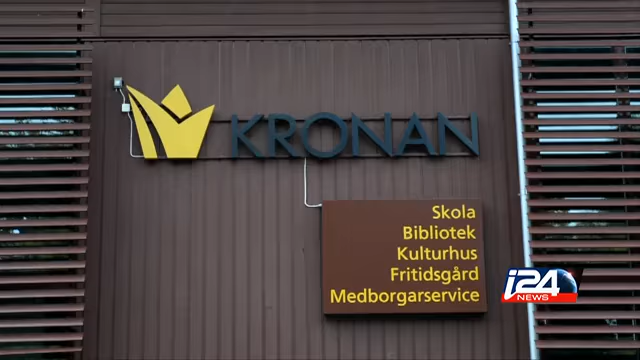 KRONAN
Skola
Bibliotek
Kulturhus
Fritidsgård
Medborgarservice
i24
NEWS